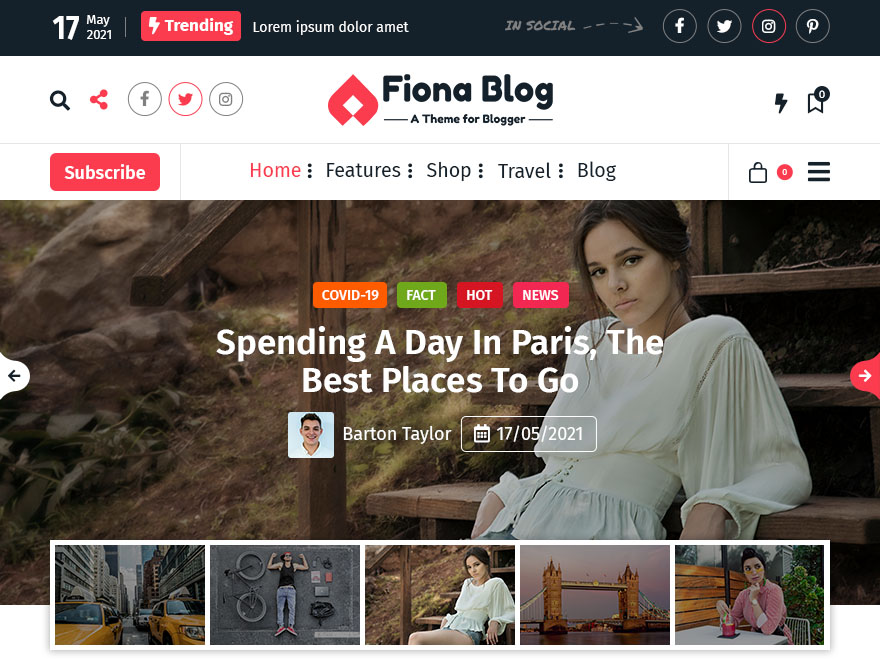 17 May 2021
Trending
Lorem ipsum dolor amet
IN SOCIAL
Fiona Blog
A Theme for Blogger
0
Subscribe
Home Features Shop Travel Blog
0
COVID-19 FACT HOT NEWS
Spending A Day In Paris, The
Best Places To Go
Barton Taylor 17/05/2021